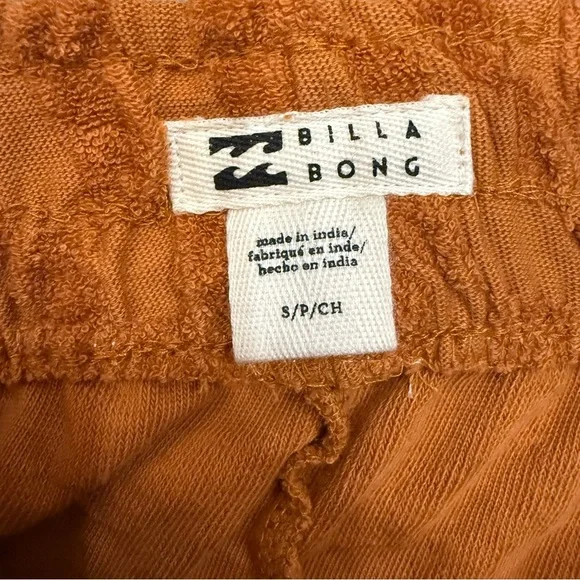 BILLA
BONG
made in india/
fabriqué en inde/
hecho en india
S/P/CH